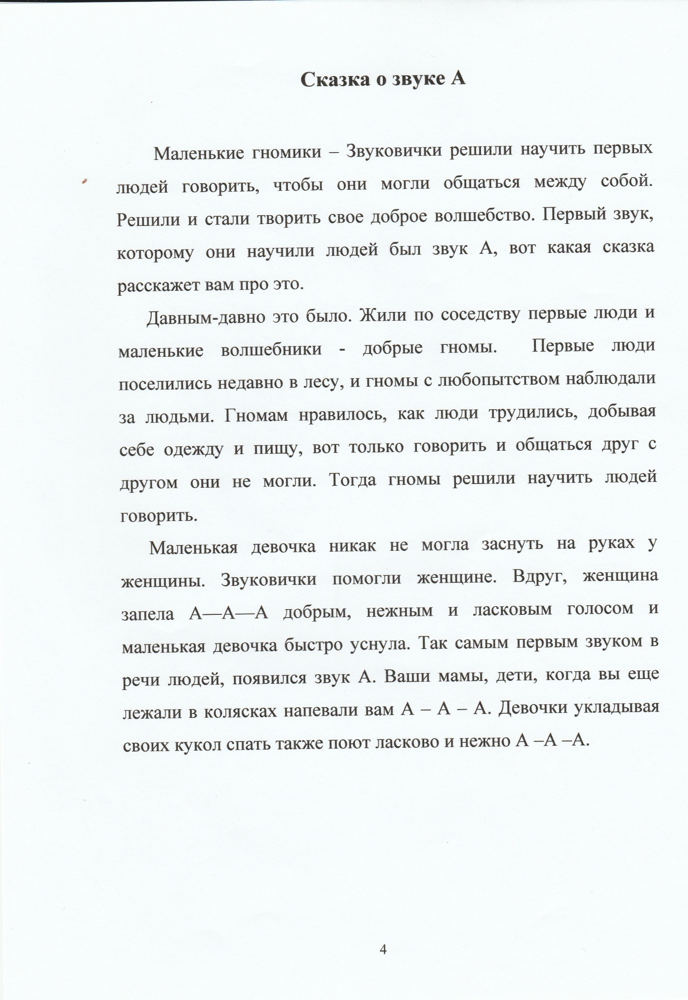 Сказка о звуке А
Маленькие гномики – Звуковички решили научить первых
людей говорить, чтобы они могли общаться между собой.
Решили и стали творить свое доброе волшебство. Первый звук,
которому они научили людей был звук А, вот какая сказка
расскажет вам про это.
Давным-давно это было. Жили по соседству первые люди и
маленькие волшебники - добрые гномы. Первые люди
поселились недавно в лесу, и гномы с любопытством наблюдали
за людьми. Гномам нравилось, как люди трудились, добывая
себе одежду и пищу, вот только говорить и общаться друг с
другом они не могли. Тогда гномы решили научить людей
говорить.
Маленькая девочка никак не могла заснуть на руках у
женщины. Звуковички помогли женщине. Вдруг, женщина
запела А—А—А добрым, нежным и ласковым голосом и
маленькая девочка быстро уснула. Так самым первым звуком в
речи людей, появился звук А. Ваши мамы, дети, когда вы еще
лежали в колясках напевали вам А – А – А. Девочки укладывая
своих кукол спать также поют ласково и нежно А –А –А.
4